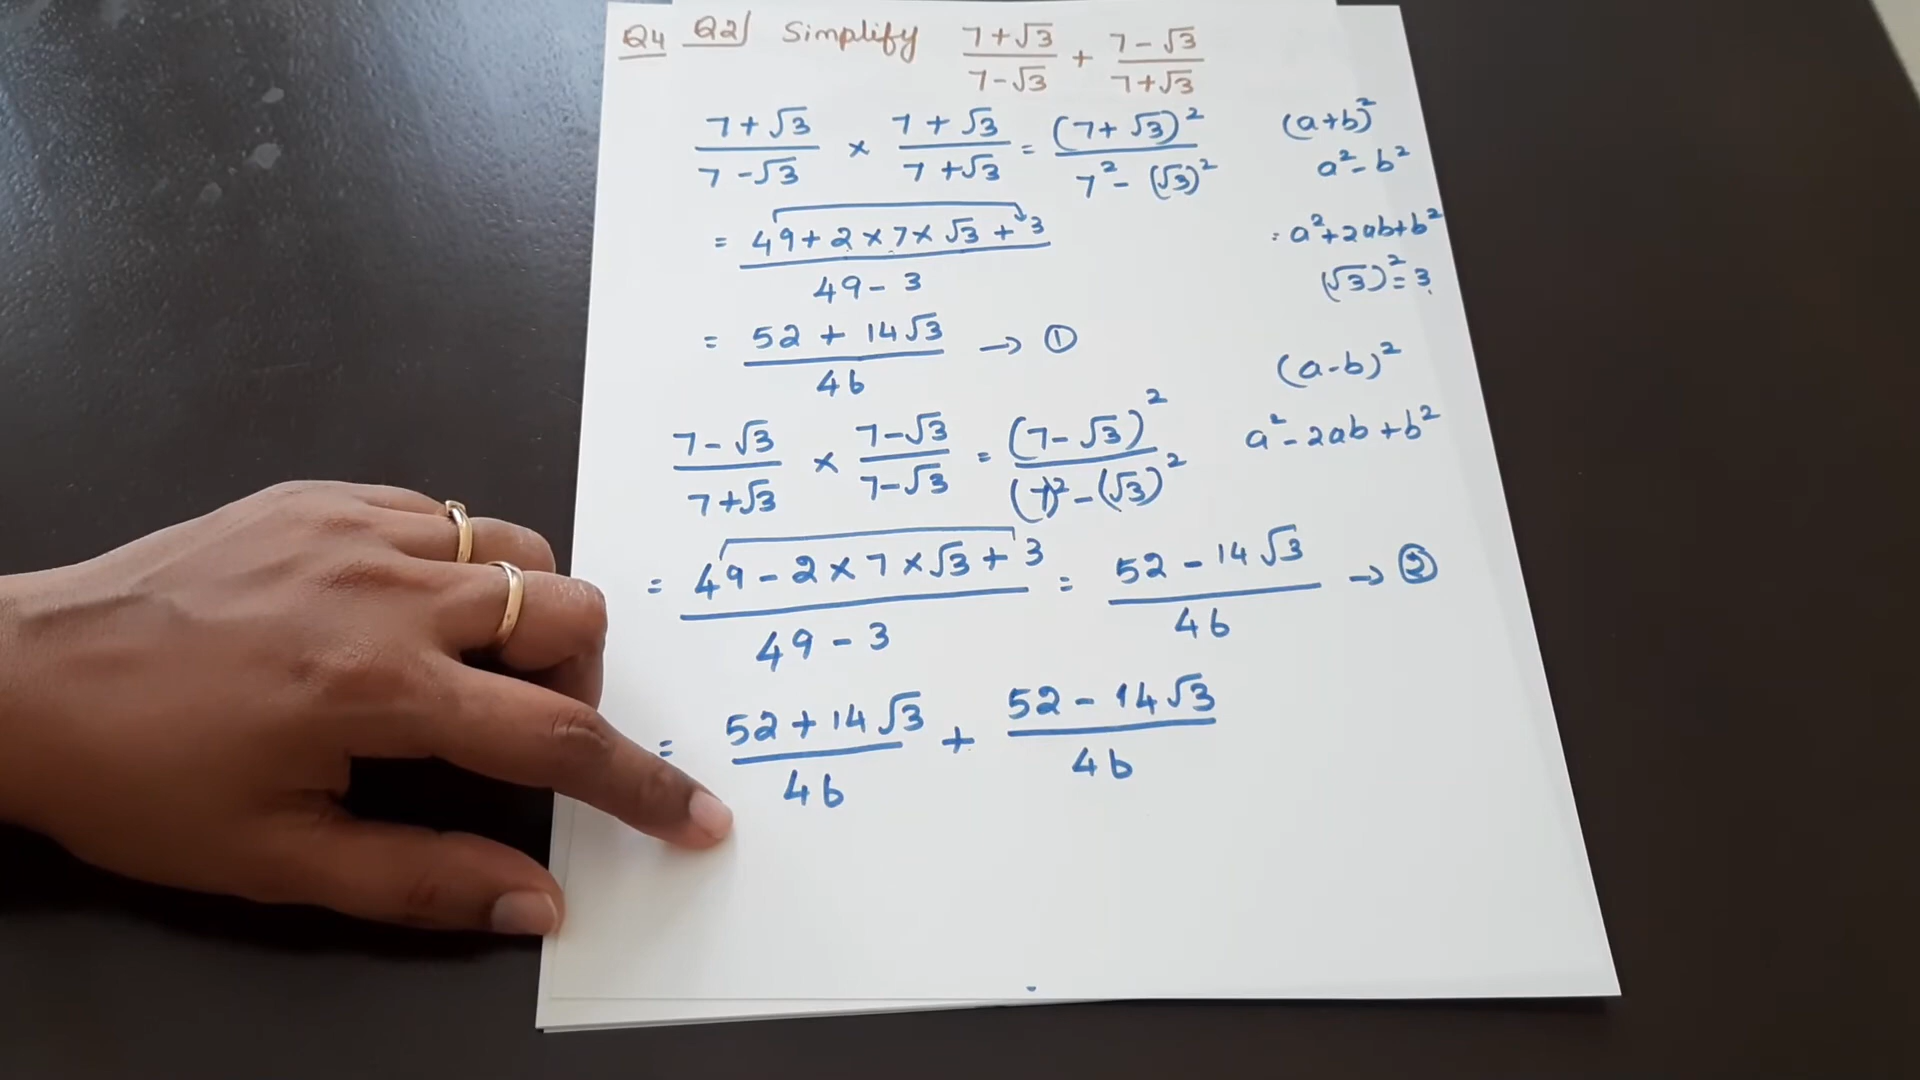 Q4 Q2) Simplify 7+√3/7-√3 + 7-√3/7+√3
7+√3/7-√3 × 7+√3/7+√3 = (7+√3)²/7²-(√3)² (a+b)²
a²-b²
= 49+2×7×√3+3/49-3 = a²+2ab+b²
(√3)²=3
= 52+14√3/46 → ①
(a-b)²
7-√3/7+√3 × 7-√3/7-√3 = (7-√3)²/(7)²-(√3)² a²-2ab+b²
= 49-2×7×√3+3/49-3 = 52-14√3/46 → ②
= 52+14√3/46 + 52-14√3/46